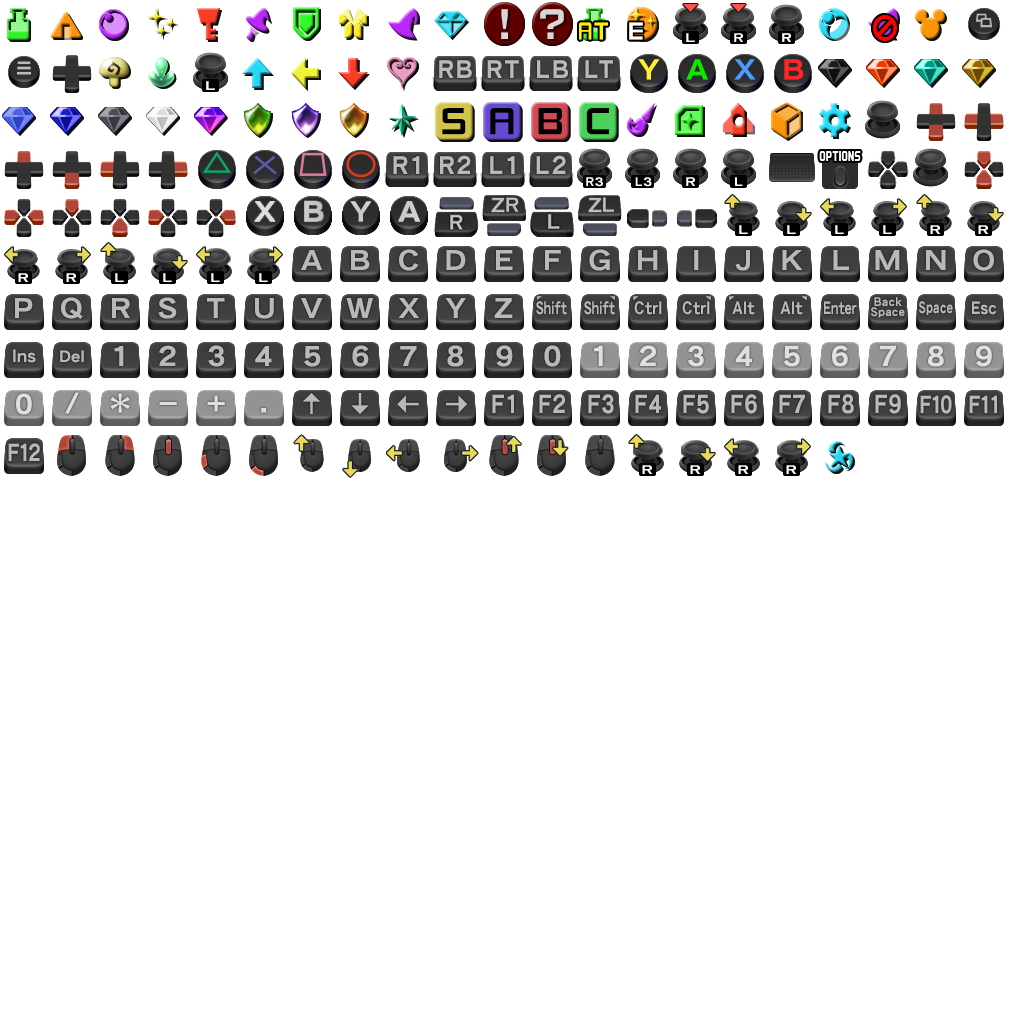 ! ? AT E L R R
L RB RT LB LT Y A X B
S A B C
R1 R2 L1 L2 R3 L3 R L OPTIONS
X B Y A R ZR L ZL L L L L R R
R R L L L L A B C D E F G H I J K L M N O
P Q R S T U V W X Y Z Shift Shift Ctrl Ctrl Alt Alt Enter Back Space Space Esc
Ins Del 1 2 3 4 5 6 7 8 9 0 1 2 3 4 5 6 7 8 9
0 / * - + . ↑ ↓ ← → F1 F2 F3 F4 F5 F6 F7 F8 F9 F10 F11
F12 R R R R